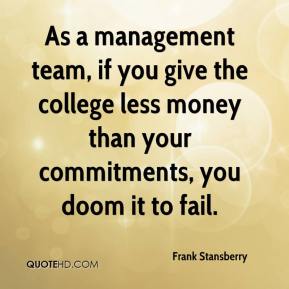 As a management
team, if you give the
college less money
than your
commitments, you
doom it to fail.
Frank Stansberry
QUOTEHD.COM